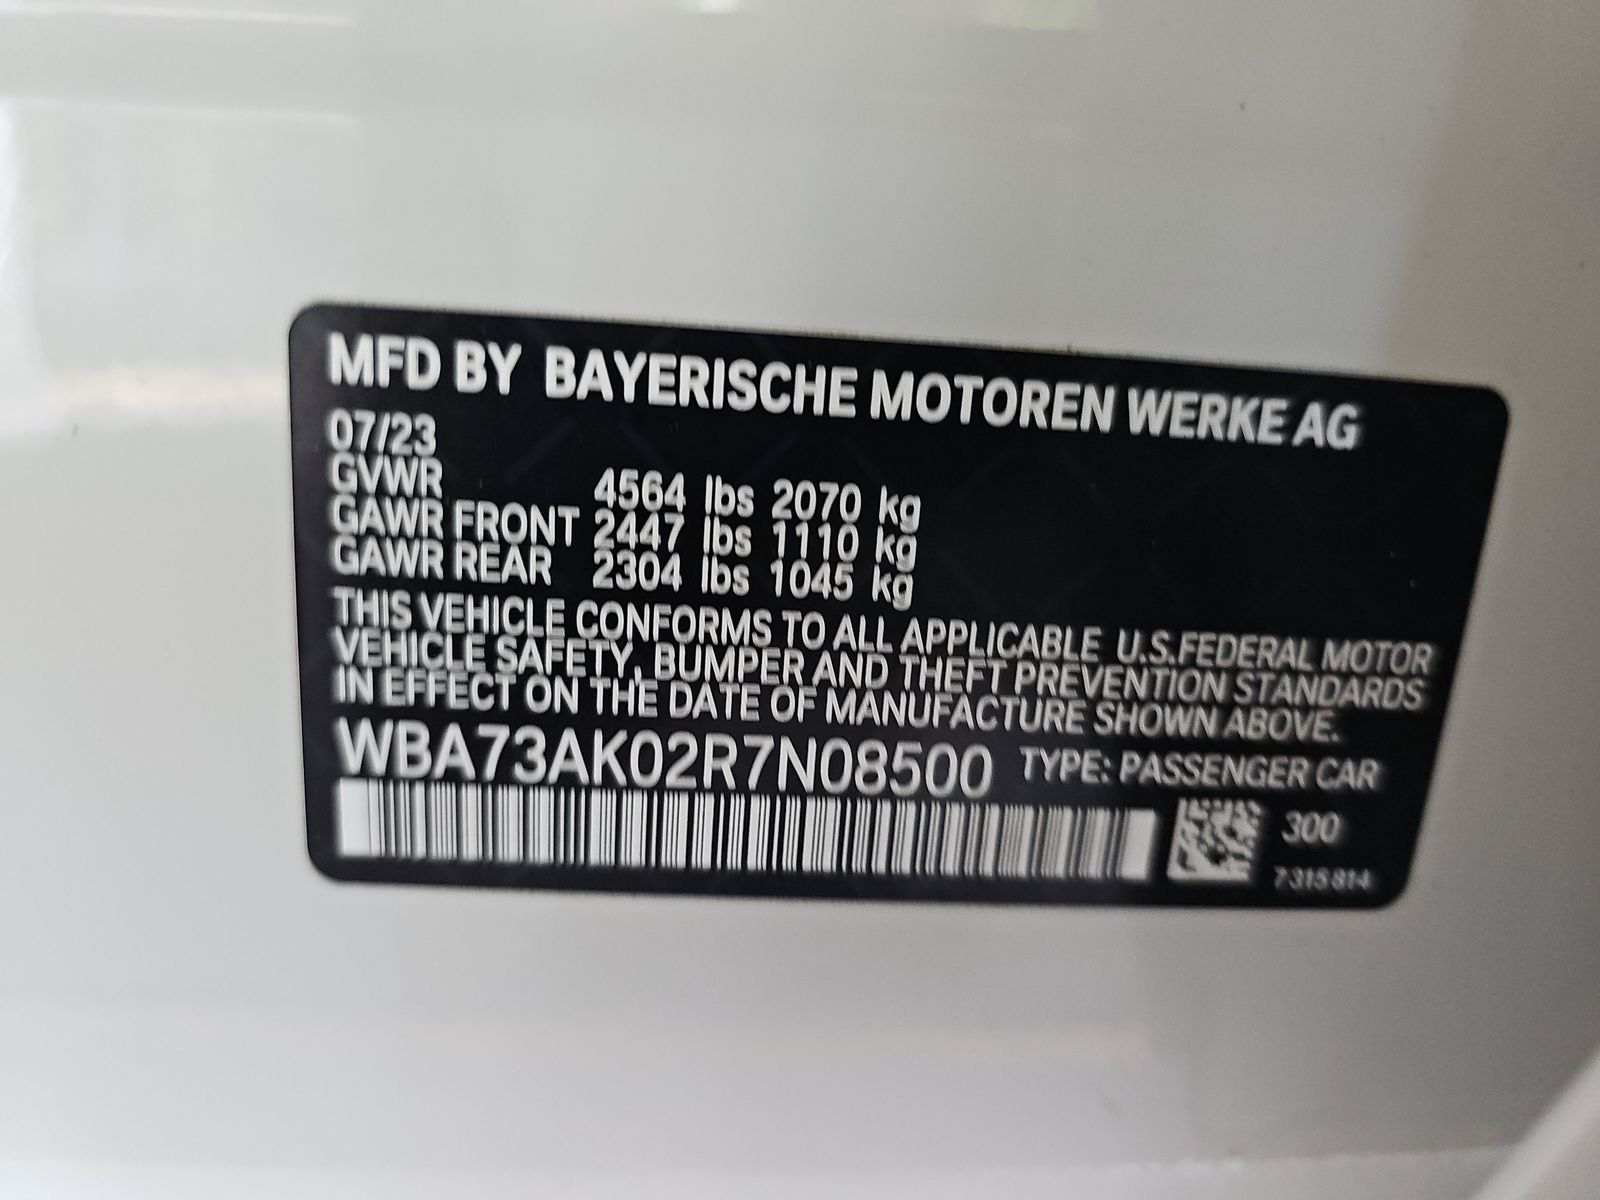 MFD BY BAYERISCHE MOTOREN WERKE AG
07/23
GVWR 4564 lbs 2070 kg
GAWR FRONT 2447 lbs 1110 kg
GAWR REAR 2304 lbs 1045 kg
THIS VEHICLE CONFORMS TO ALL APPLICABLE U.S.FEDERAL MOTOR
VEHICLE SAFETY, BUMPER AND THEFT PREVENTION STANDARDS
IN EFFECT ON THE DATE OF MANUFACTURE SHOWN ABOVE.
WBA73AK02R7N08500 TYPE: PASSENGER CAR
300
7 315 814